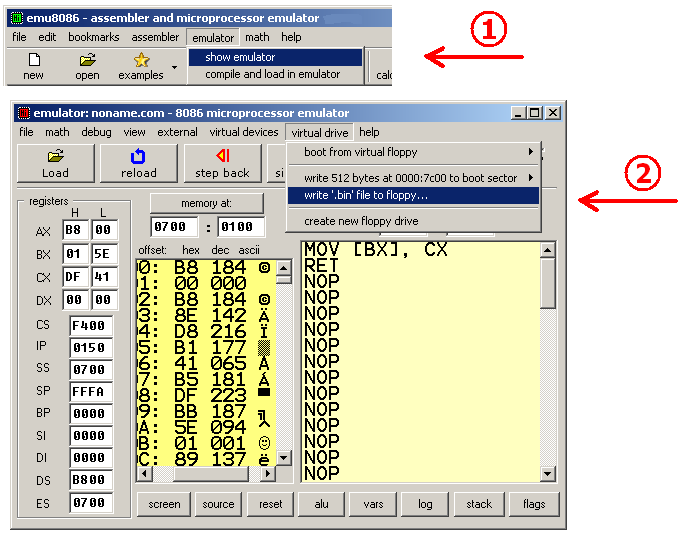 emu8086 - assembler and microprocessor emulator
file edit bookmarks assembler emulator math help
new open examples
show emulator
compile and load in emulator
1
emulator: noname.com - 8086 microprocessor emulator
file math debug view external virtual devices virtual drive help
Load reload step back
boot from virtual floppy
write 512 bytes at 0000:7c00 to boot sector
write '.bin' file to floppy...
create new floppy drive
2
registers
H L
AX B8 00
BX 01 5E
CX DF 41
DX 00 00
CS F400
IP 0150
SS 0700
SP FFFA
BP 0000
SI 0000
DI 0000
DS B800
ES 0700
memory at:
0700 : 0100
offset: hex dec ascii
0: B8 184
1: 00 000
2: B8 184
3: 8E 142 Ä
4: D8 216 Ï
5: B1 177 ▒
6: 41 065 A
7: B5 181 Á
8: DF 223 ▀
9: BB 187 ╗
A: 5E 094 ^
B: 01 001 ☺
C: 89 137 ë
MOV [BX], CX
RET
NOP
NOP
NOP
NOP
NOP
NOP
NOP
NOP
NOP
NOP
NOP
screen source reset alu vars log stack flags